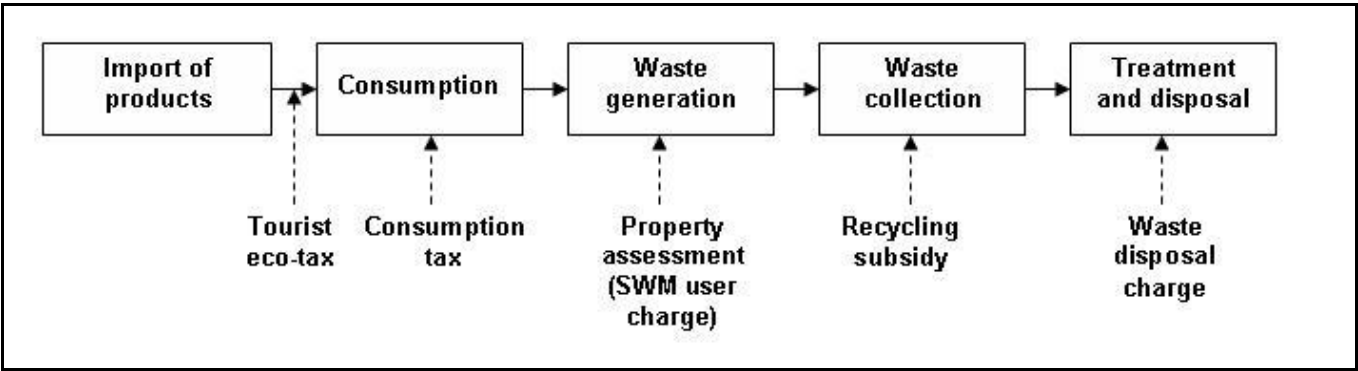 Import of
products
Consumption
Waste
generation
Waste
collection
Treatment
and disposal
Tourist
eco-tax
Consumption
tax
Property
assessment
(SWM user
charge)
Recycling
subsidy
Waste
disposal
charge